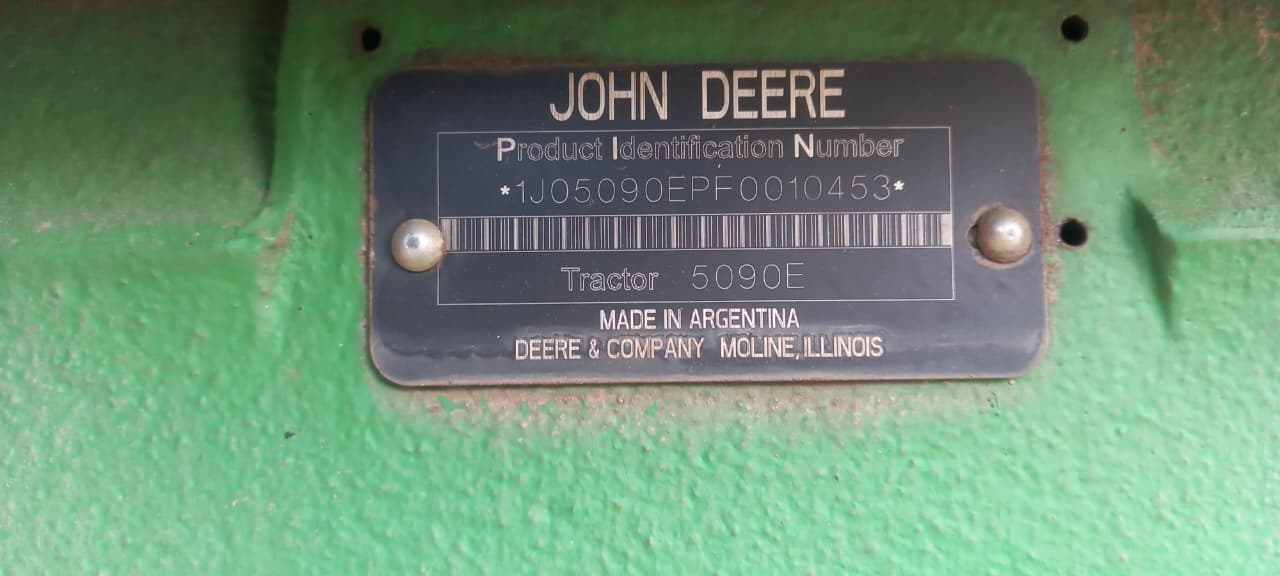 JOHN DEERE
Product Identification Number
*1J05090EPF0010453*
Tractor 5090E
MADE IN ARGENTINA
DEERE & COMPANY MOLINE, ILLINOIS